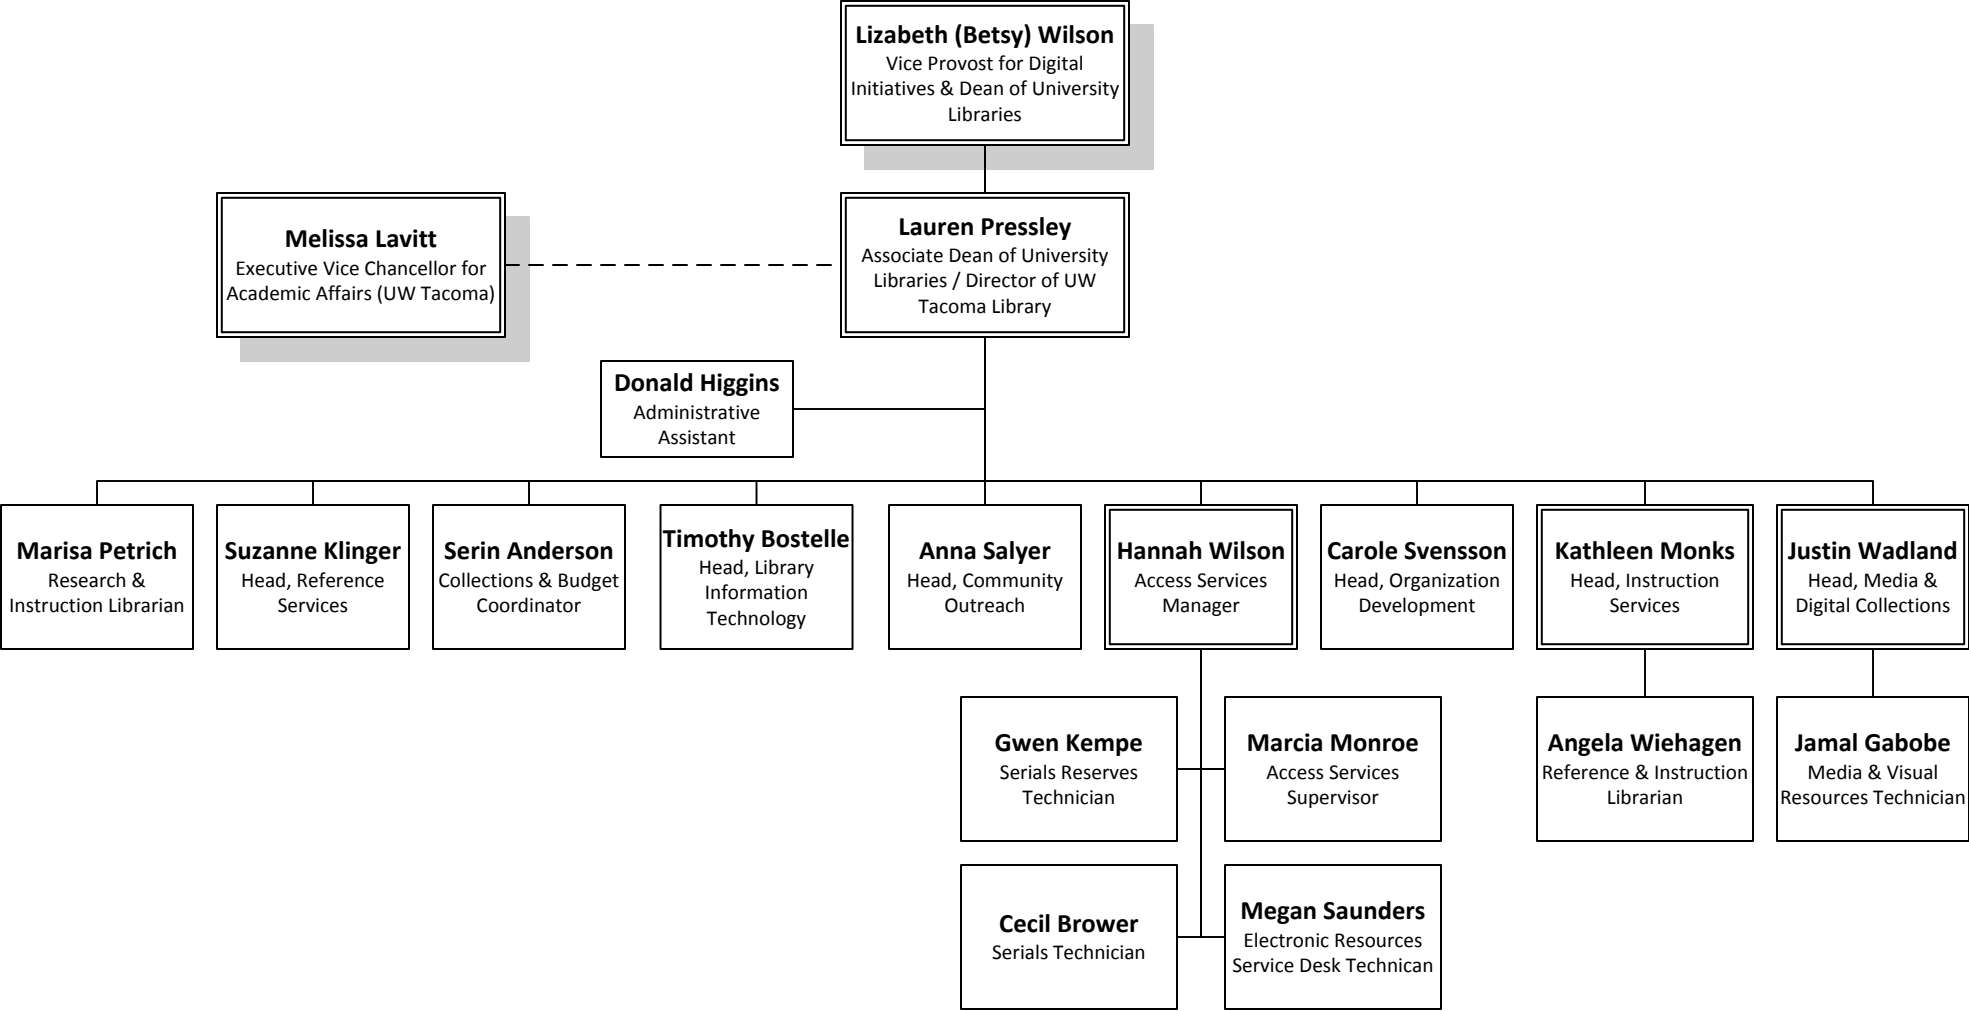 Lizabeth (Betsy) Wilson
Vice Provost for Digital
Initiatives & Dean of University
Libraries
Melissa Lavitt
Executive Vice Chancellor for
Academic Affairs (UW Tacoma)
Lauren Pressley
Associate Dean of University
Libraries / Director of UW
Tacoma Library
Donald Higgins
Administrative
Assistant
Marisa Petrich
Research &
Instruction Librarian
Suzanne Klinger
Head, Reference
Services
Serin Anderson
Collections & Budget
Coordinator
Timothy Bostelle
Head, Library
Information
Technology
Anna Salyer
Head, Community
Outreach
Hannah Wilson
Access Services
Manager
Carole Svensson
Head, Organization
Development
Kathleen Monks
Head, Instruction
Services
Justin Wadland
Head, Media &
Digital Collections
Gwen Kempe
Serials Reserves
Technician
Marcia Monroe
Access Services
Supervisor
Angela Wiehagen
Reference & Instruction
Librarian
Jamal Gabobe
Media & Visual
Resources Technician
Cecil Brower
Serials Technician
Megan Saunders
Electronic Resources
Service Desk Technican